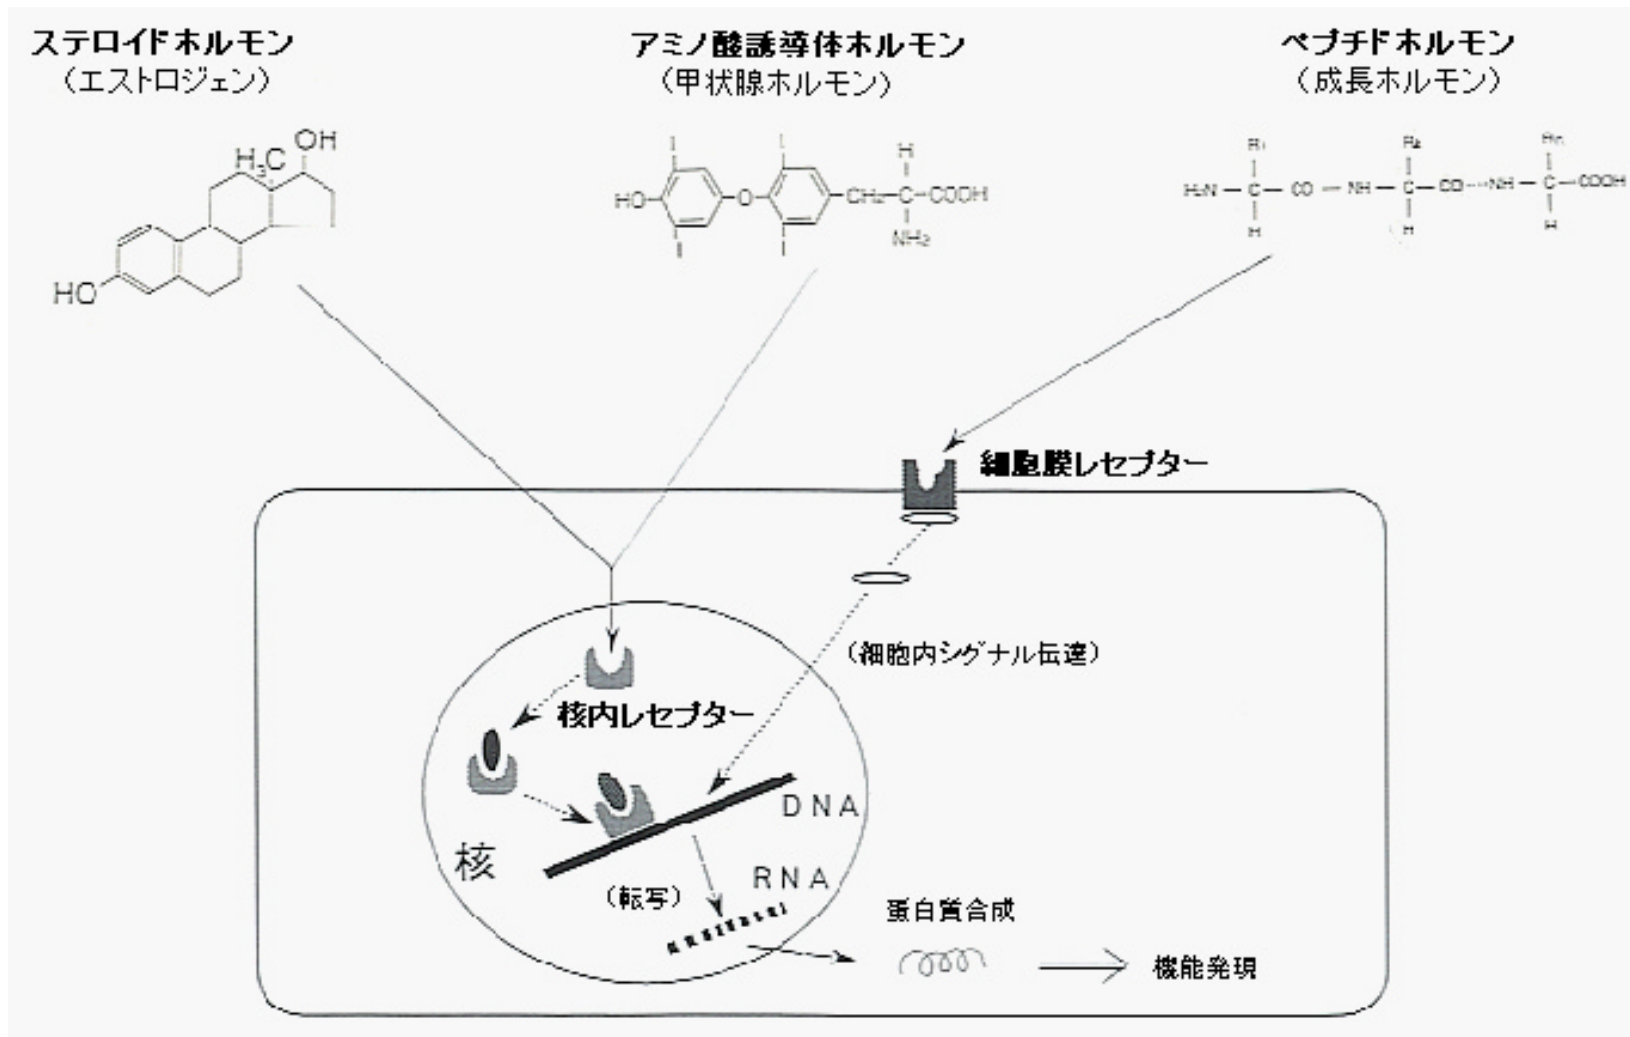 ステロイドホルモン
（エストロジェン）
アミノ酸誘導体ホルモン
（甲状腺ホルモン）
ペプチドホルモン
（成長ホルモン）
OH
H₃C
HO
I
I
H
HO
O
CH₂
C
COOH
I
I
NH₂
R₁
R₂
Rn
H₂N
C
CO
NH
C
CO
NH
C
COOH
H
H
H
細胞膜レセプター
（細胞内シグナル伝達）
核内レセプター
DNA
核
RNA
（転写）
蛋白質合成
機能発現